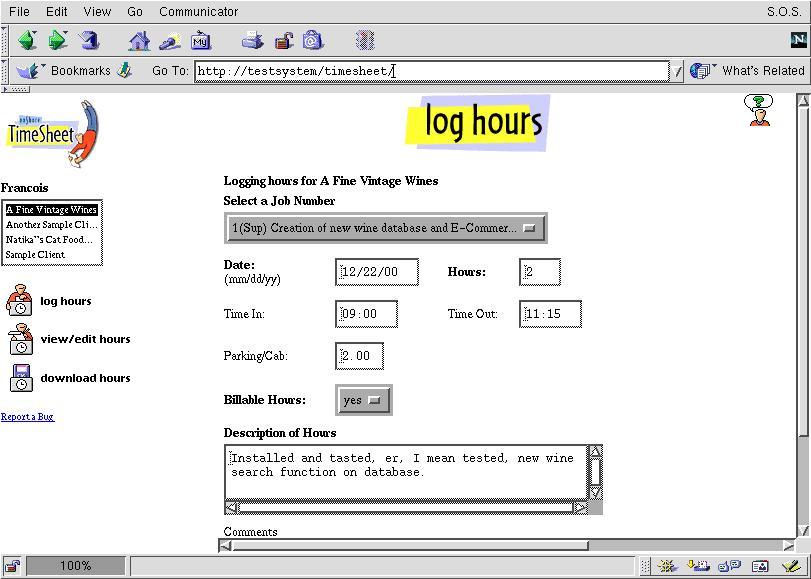 File Edit View Go Communicator S.O.S.
My N
Bookmarks Go To: http://testsystem/timesheet/ What's Related
TimeSheet
log hours
?
Francois
A Fine Vintage Wines
Another Sample Cli...
Natika''s Cat Food...
Sample Client
log hours
view/edit hours
download hours
Report a Bug
Logging hours for A Fine Vintage Wines
Select a Job Number
1(Sup) Creation of new wine database and E-Commer...
Date: 12/22/00 Hours: 2
(mm/dd/yy)
Time In: 09:00 Time Out: 11:15
Parking/Cab: 2.00
Billable Hours: yes
Description of Hours
Installed and tasted, er, I mean tested, new wine
search function on database.
Comments
100%